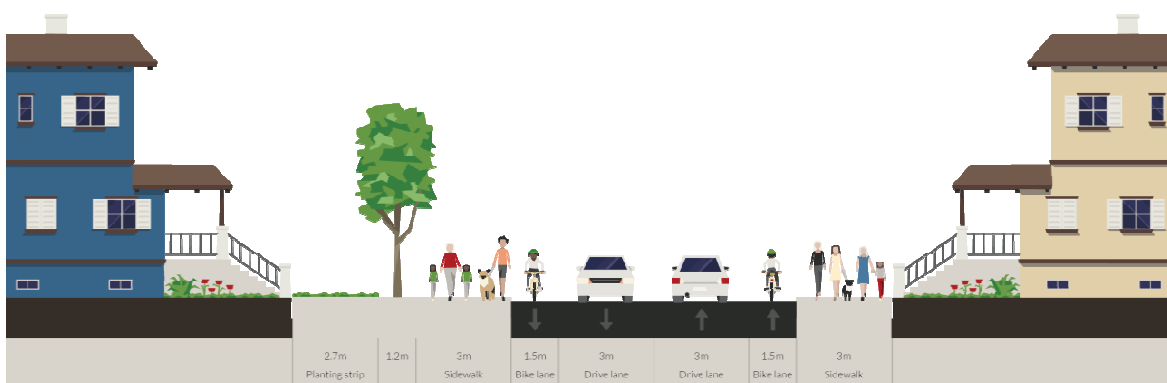 2.7m
Planting strip
1.2m
3m
Sidewalk
1.5m
Bike lane
3m
Drive lane
3m
Drive lane
1.5m
Bike lane
3m
Sidewalk